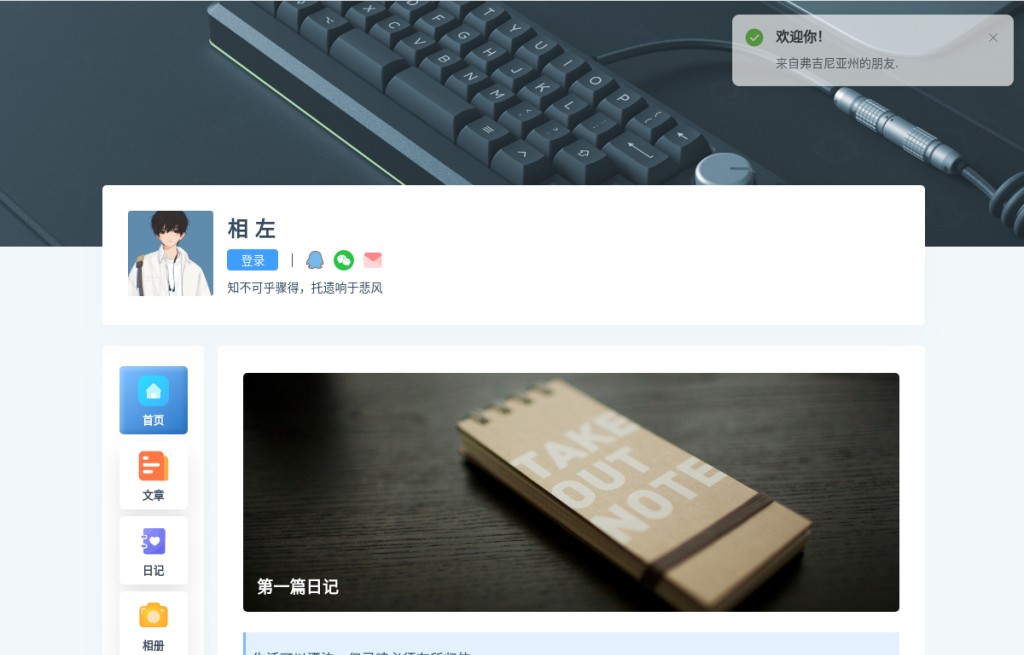 欢迎你!
来自弗吉尼亚州的朋友.
相 左
登录
知不可乎骤得，托遗响于悲风
首页
文章
日记
相册
TAKE
OUT
NOTE
第一篇日记